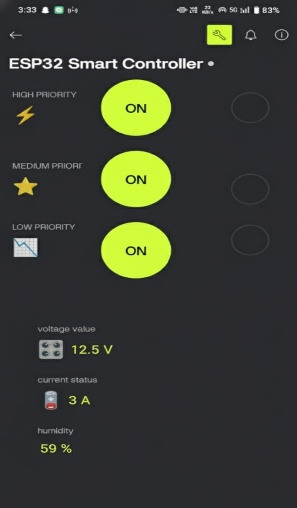 3:33 5G 83%
ESP32 Smart Controller
HIGH PRIORITY
ON
MEDIUM PRIORI
ON
LOW PRIORITY
ON
voltage value
12.5 V
current status
3 A
humidity
59 %